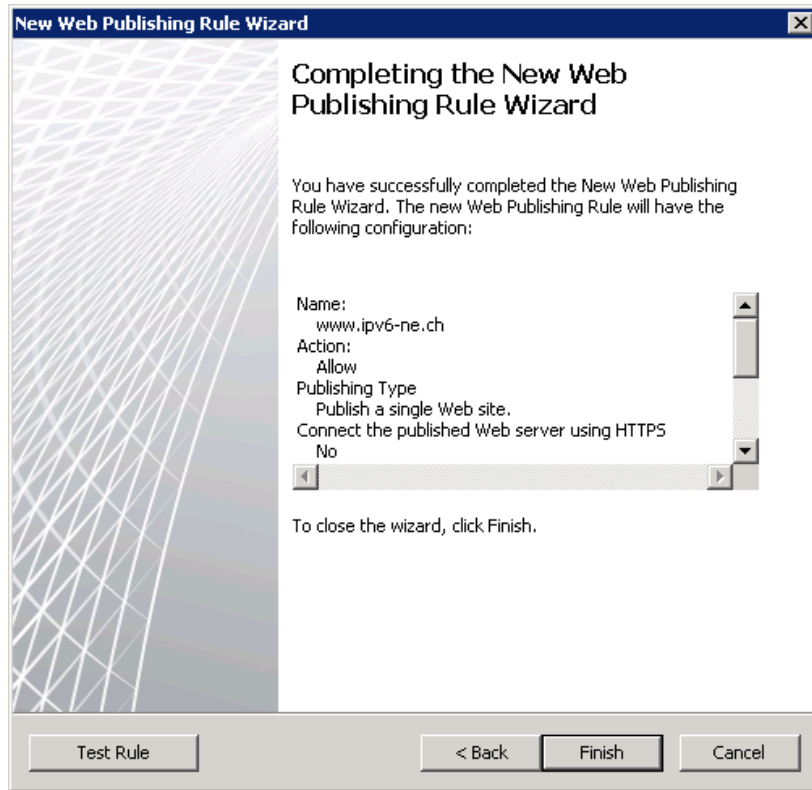 New Web Publishing Rule Wizard
Completing the New Web
Publishing Rule Wizard
You have successfully completed the New Web Publishing
Rule Wizard. The new Web Publishing Rule will have the
following configuration:
Name:
www.ipv6-ne.ch
Action:
Allow
Publishing Type
Publish a single Web site.
Connect the published Web server using HTTPS
No
To close the wizard, click Finish.
Test Rule
< Back
Finish
Cancel